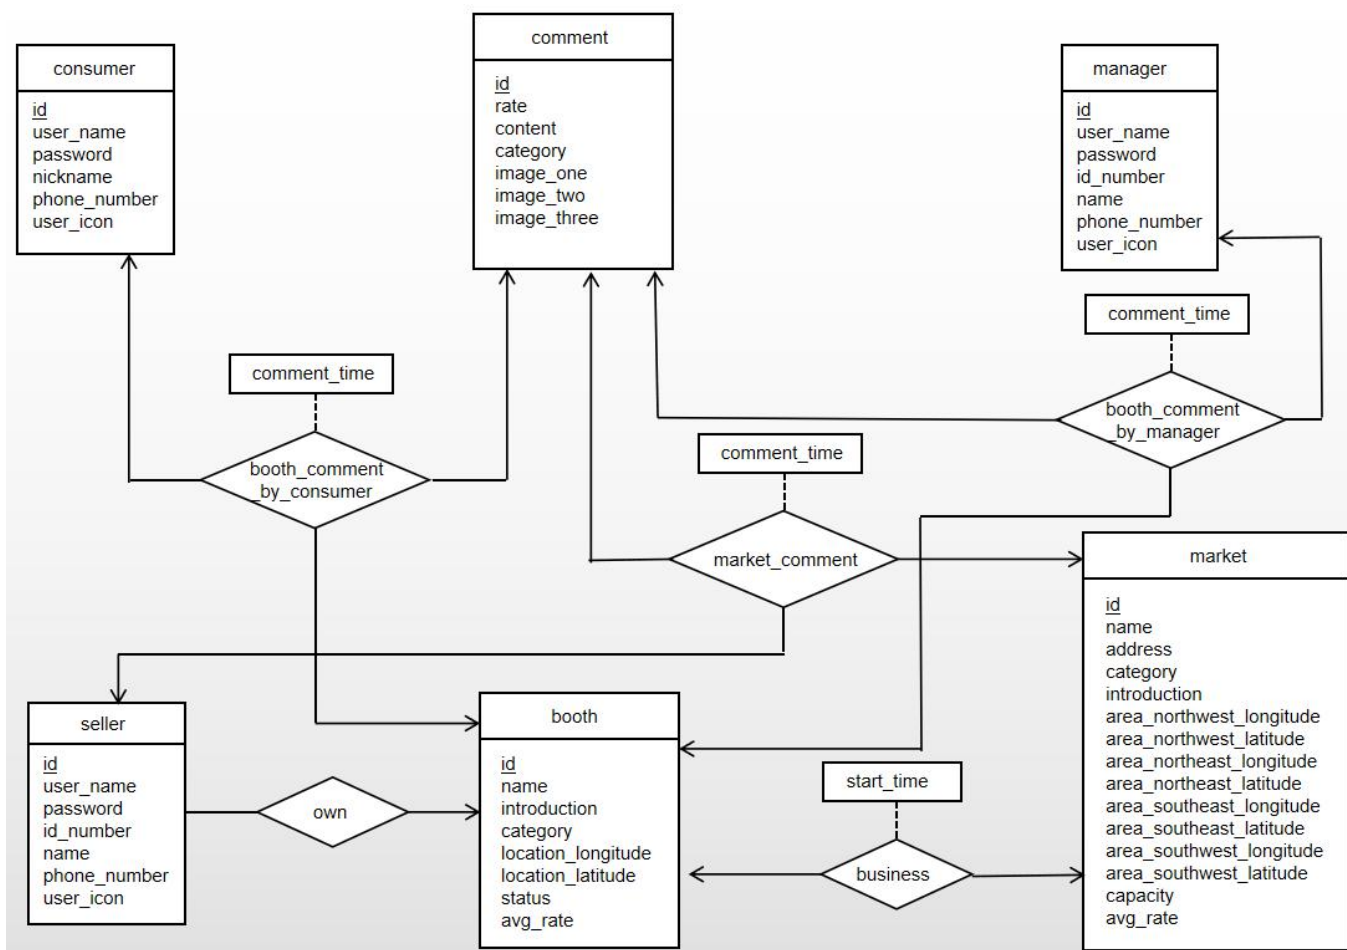 consumer
id
user_name
password
nickname
phone_number
user_icon
comment
id
rate
content
category
image_one
image_two
image_three
manager
id
user_name
password
id_number
name
phone_number
user_icon
comment_time
booth_comment
_by_consumer
comment_time
market_comment
comment_time
booth_comment
_by_manager
seller
id
user_name
password
id_number
name
phone_number
user_icon
own
booth
id
name
introduction
category
location_longitude
location_latitude
status
avg_rate
start_time
business
market
id
name
address
category
introduction
area_northwest_longitude
area_northwest_latitude
area_northeast_longitude
area_northeast_latitude
area_southeast_longitude
area_southeast_latitude
area_southwest_longitude
area_southwest_latitude
capacity
avg_rate